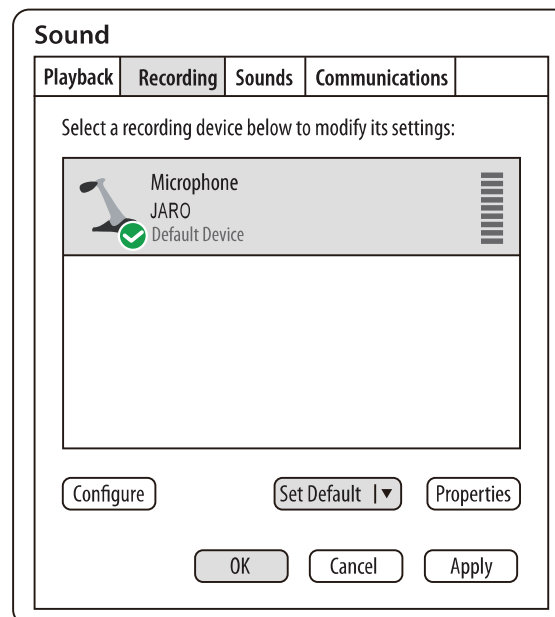 Sound
Playback Recording Sounds Communications
Select a recording device below to modify its settings:
Microphone
JARO
Default Device
Configure Set Default Properties
OK Cancel Apply